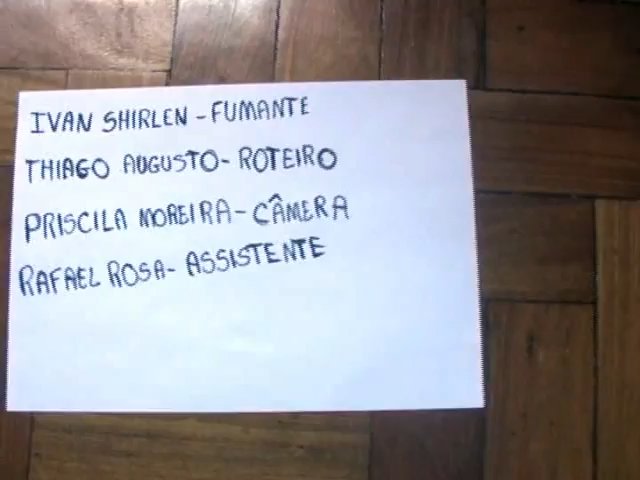 IVAN SHIRLEN - FUMANTE
THIAGO AUGUSTO - ROTEIRO
PRISCILA MOREIRA - CÂMERA
RAFAEL ROSA - ASSISTENTE